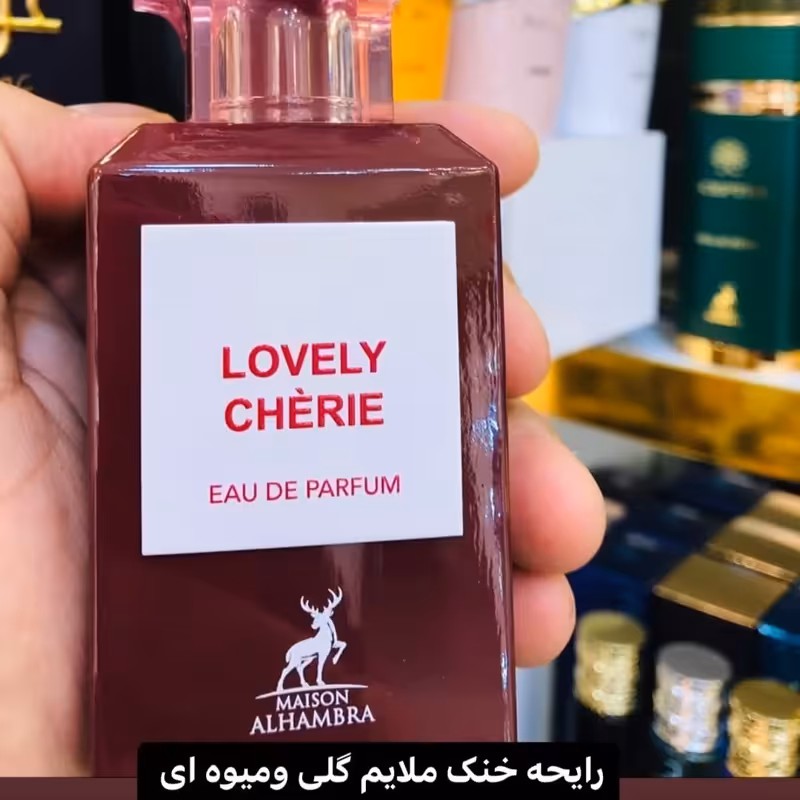 LOVELY
CHÈRIE
EAU DE PARFUM
MAISON
ALHAMBRA
رایحه خنک ملایم گلی ومیوه ای